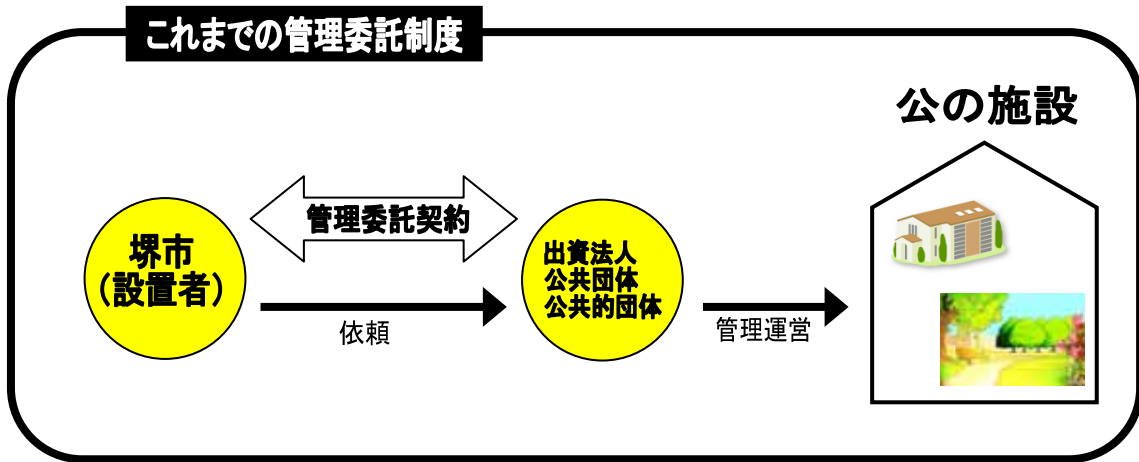 これまでの管理委託制度
公の施設
管理委託契約
堺市
（設置者）
出資法人
公共団体
公共的団体
依頼
管理運営